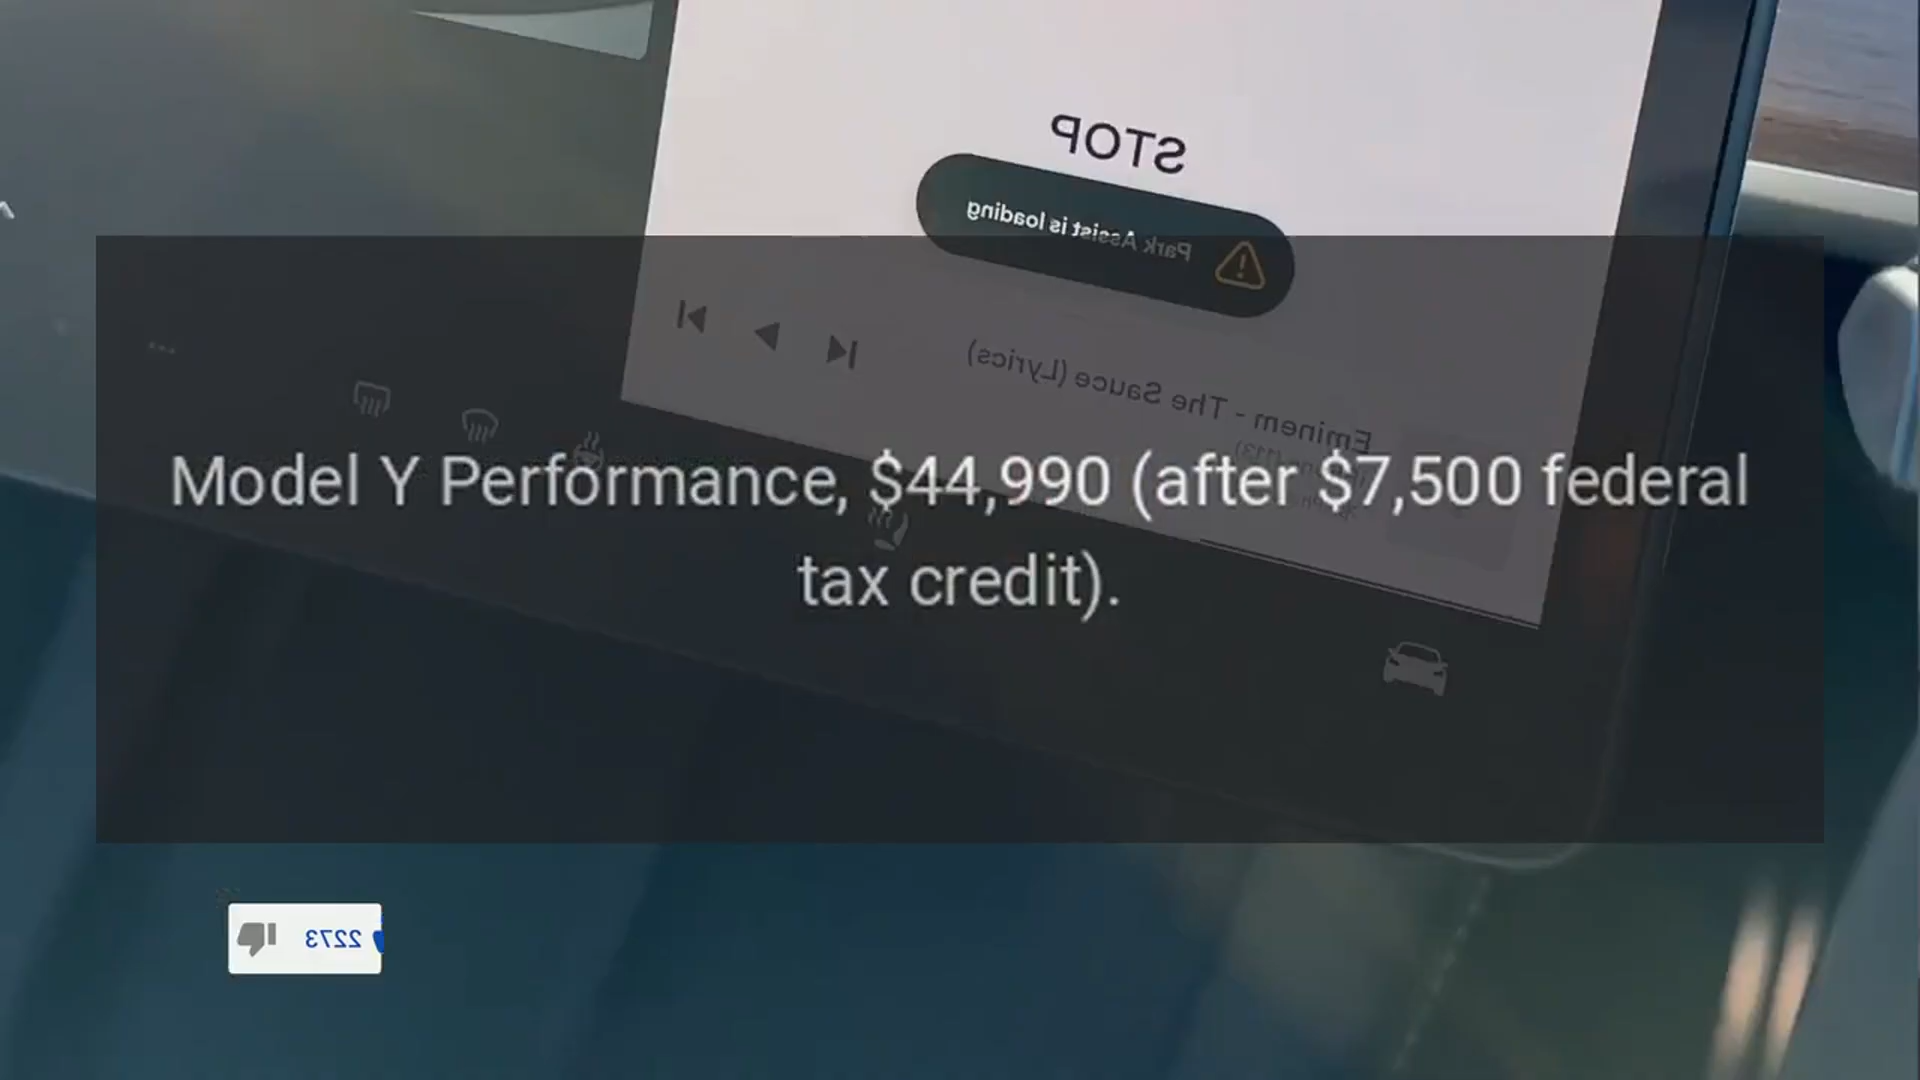 STOP
Park Assist is loading
Eminem - The Sauce (Lyrics)
Model Y Performance, $44,990 (after $7,500 federal
tax credit).
2273